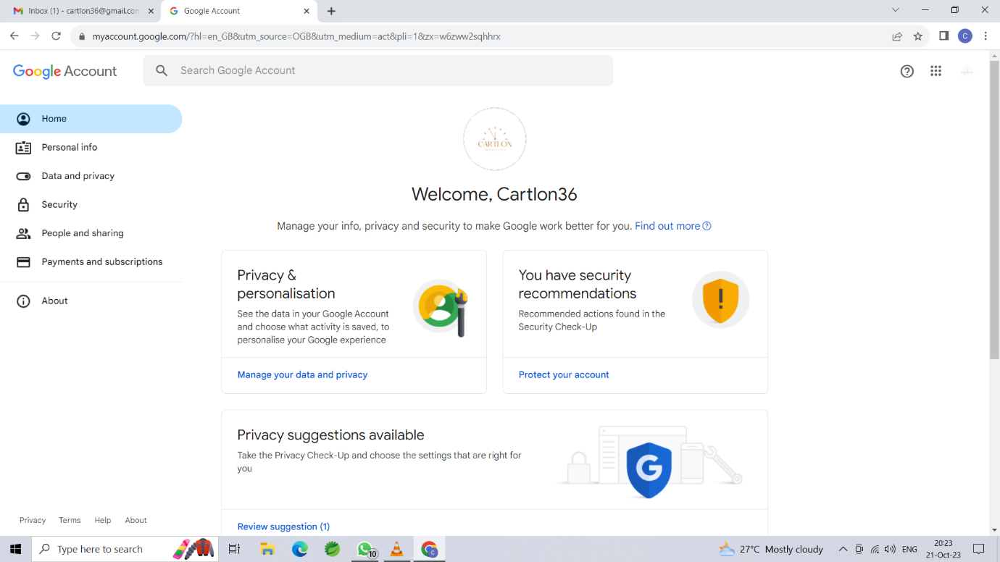 Inbox (1) - cartlon36@gmail.com
Google Account
myaccount.google.com/?hl=en_GB&utm_source=OGB&utm_medium=act&pli=1&zx=w6zww2sqhhrx
C
Google Account
Search Google Account
Home
Personal info
Data and privacy
Security
People and sharing
Payments and subscriptions
About
CARTLON
Welcome, Cartlon36
Manage your info, privacy and security to make Google work better for you. Find out more
Privacy &
personalisation
See the data in your Google Account
and choose what activity is saved, to
personalise your Google experience
Manage your data and privacy
You have security
recommendations
Recommended actions found in the
Security Check-Up
Protect your account
Privacy suggestions available
Take the Privacy Check-Up and choose the settings that are right for
you
G
Review suggestion (1)
Privacy Terms Help About
Type here to search
10
C
27°C Mostly cloudy
ENG
20:23
21-Oct-23